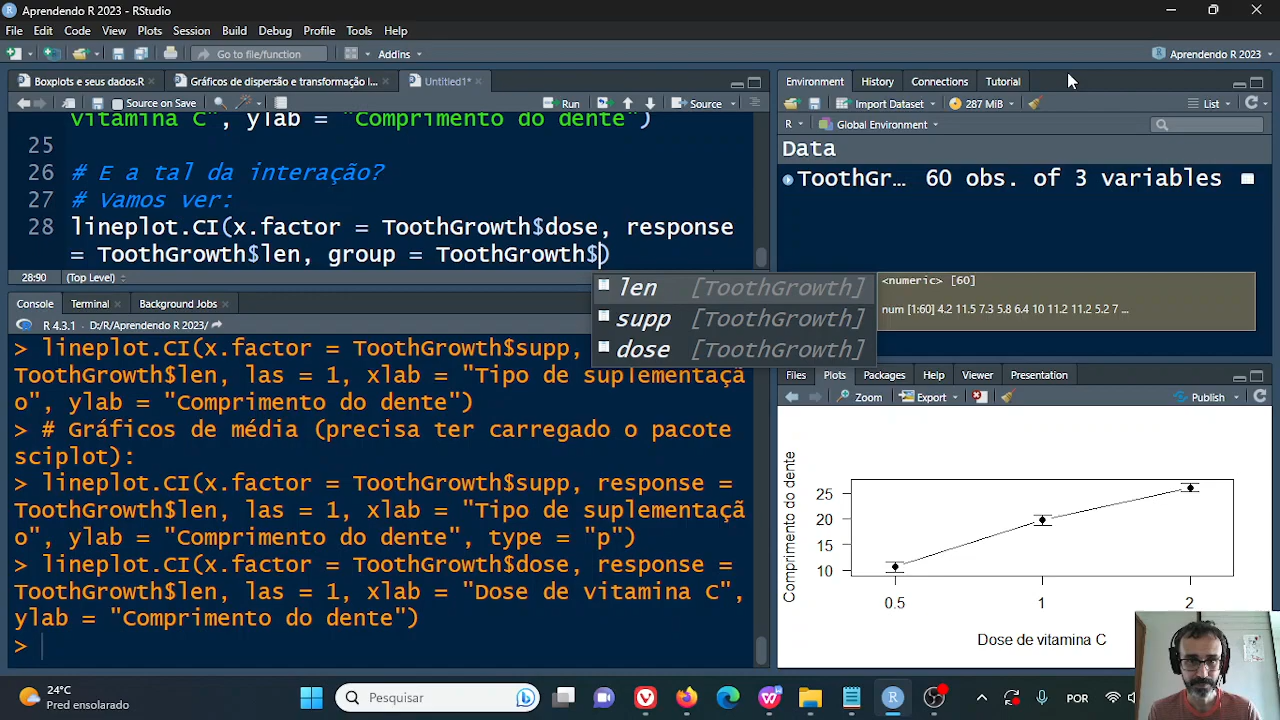 Aprendendo R 2023 - RStudio
File Edit Code View Plots Session Build Debug Profile Tools Help
Go to file/function Addins Aprendendo R 2023
Boxplots e seus dados.R Gráficos de dispersão e transformação l... Untitled1*
Source on Save Run Source
vitamina C", ylab = "Comprimento do dente")
25
26 # E a tal da interação?
27 # Vamos ver:
28 lineplot.CI(x.factor = ToothGrowth$dose, response
= ToothGrowth$len, group = ToothGrowth$)
28:90 (Top Level)
len [ToothGrowth]
supp [ToothGrowth]
dose [ToothGrowth]
<numeric> [60]
num [1:60] 4.2 11.5 7.3 5.8 6.4 10 11.2 11.2 5.2 7 ...
Console Terminal Background Jobs
R 4.3.1 · D:/R/Aprendendo R 2023/
> lineplot.CI(x.factor = ToothGrowth$supp,
ToothGrowth$len, las = 1, xlab = "Tipo de suplementaçã
o", ylab = "Comprimento do dente")
> # Gráficos de média (precisa ter carregado o pacote
sciplot):
> lineplot.CI(x.factor = ToothGrowth$supp, response =
ToothGrowth$len, las = 1, xlab = "Tipo de suplementaçã
o", ylab = "Comprimento do dente", type = "p")
> lineplot.CI(x.factor = ToothGrowth$dose, response =
ToothGrowth$len, las = 1, xlab = "Dose de vitamina C",
ylab = "Comprimento do dente")
>
Environment History Connections Tutorial
Import Dataset 287 MiB List
R Global Environment
Data
ToothGr... 60 obs. of 3 variables
Files Plots Packages Help Viewer Presentation
Zoom Export Publish
Comprimento do dente
25
20
15
10
0.5 1 2
Dose de vitamina C
24°C
Pred ensolarado
Pesquisar
POR